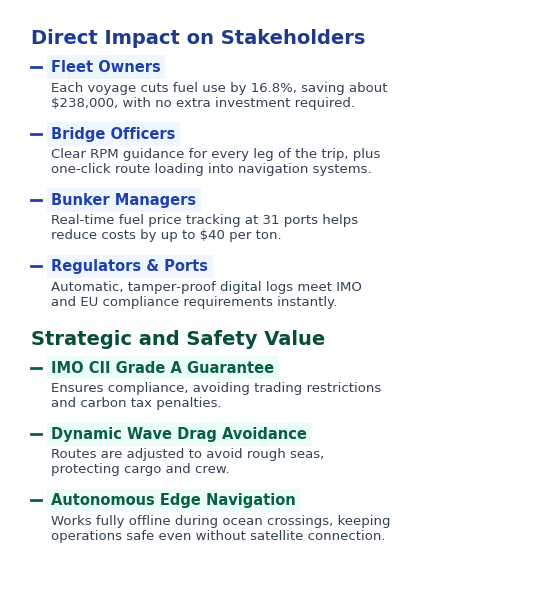 Direct Impact on Stakeholders
Fleet Owners
Each voyage cuts fuel use by 16.8%, saving about
$238,000, with no extra investment required.
Bridge Officers
Clear RPM guidance for every leg of the trip, plus
one-click route loading into navigation systems.
Bunker Managers
Real-time fuel price tracking at 31 ports helps
reduce costs by up to $40 per ton.
Regulators & Ports
Automatic, tamper-proof digital logs meet IMO
and EU compliance requirements instantly.
Strategic and Safety Value
IMO CII Grade A Guarantee
Ensures compliance, avoiding trading restrictions
and carbon tax penalties.
Dynamic Wave Drag Avoidance
Routes are adjusted to avoid rough seas,
protecting cargo and crew.
Autonomous Edge Navigation
Works fully offline during ocean crossings, keeping
operations safe even without satellite connection.